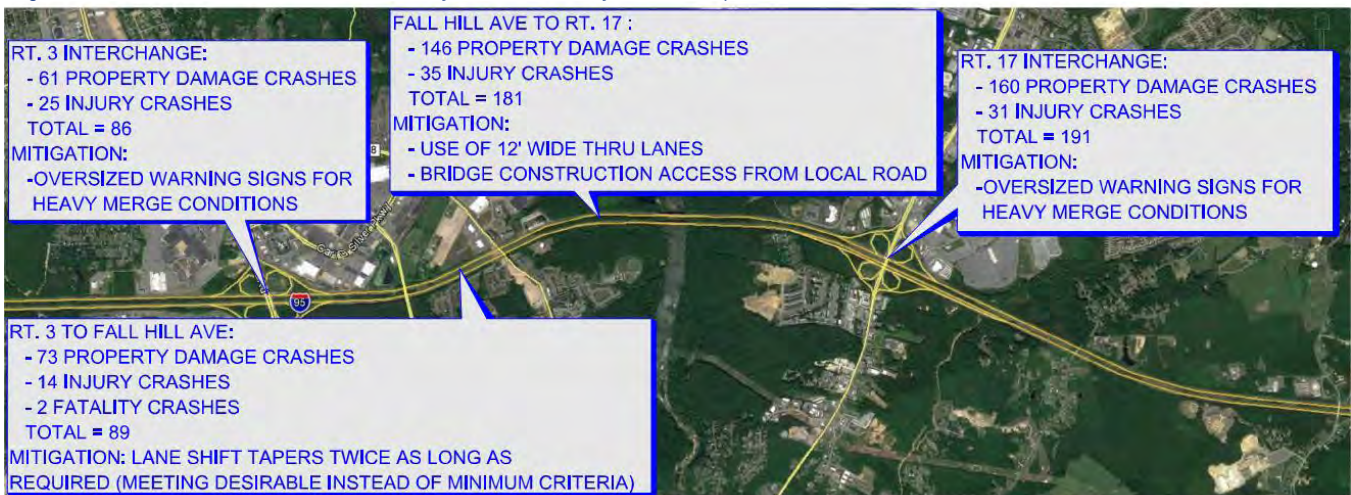 RT. 3 INTERCHANGE:
- 61 PROPERTY DAMAGE CRASHES
- 25 INJURY CRASHES
TOTAL = 86
MITIGATION:
-OVERSIZED WARNING SIGNS FOR
HEAVY MERGE CONDITIONS
FALL HILL AVE TO RT. 17 :
- 146 PROPERTY DAMAGE CRASHES
- 35 INJURY CRASHES
TOTAL = 181
MITIGATION:
- USE OF 12' WIDE THRU LANES
- BRIDGE CONSTRUCTION ACCESS FROM LOCAL ROAD
RT. 17 INTERCHANGE:
- 160 PROPERTY DAMAGE CRASHES
- 31 INJURY CRASHES
TOTAL = 191
MITIGATION:
-OVERSIZED WARNING SIGNS FOR
HEAVY MERGE CONDITIONS
95
RT. 3 TO FALL HILL AVE:
- 73 PROPERTY DAMAGE CRASHES
- 14 INJURY CRASHES
- 2 FATALITY CRASHES
TOTAL = 89
MITIGATION: LANE SHIFT TAPERS TWICE AS LONG AS
REQUIRED (MEETING DESIRABLE INSTEAD OF MINIMUM CRITERIA)